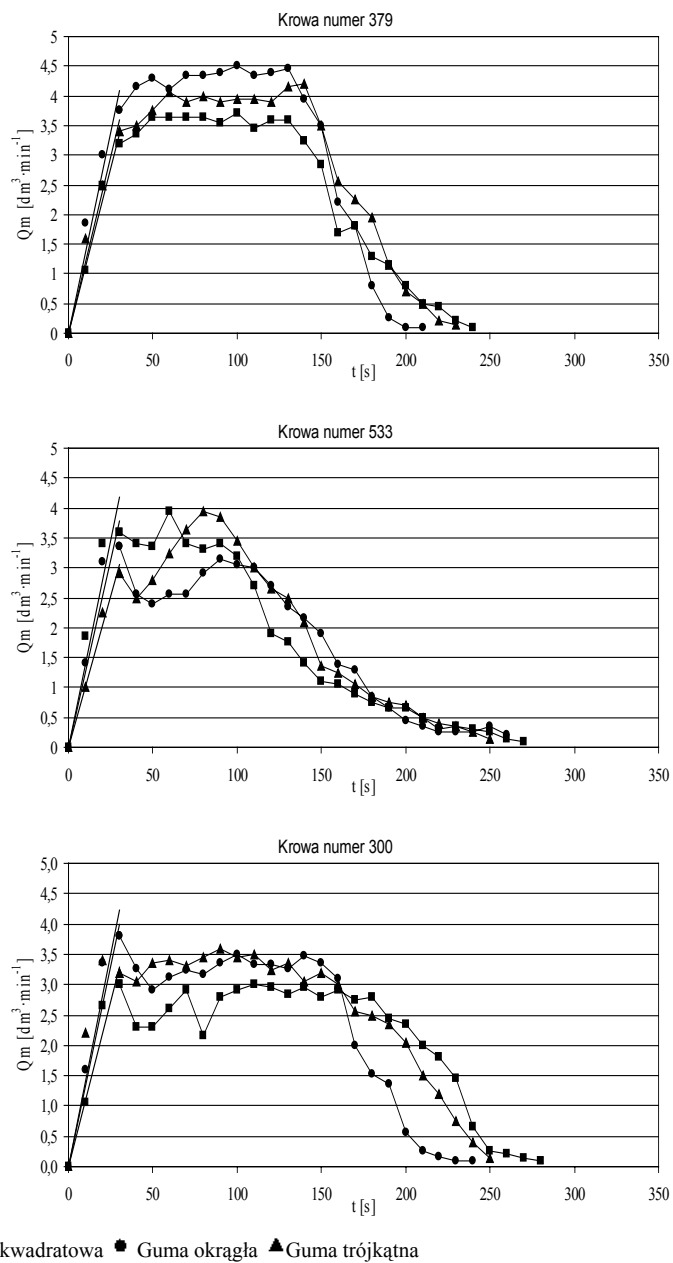 Krowa numer 379
5
4,5
4
3,5
3
2,5
2
1,5
1
0,5
0
Qm [dm³·min⁻¹]
0 50 100 150 200 250 300 350
t [s]
Krowa numer 533
5
4,5
4
3,5
3
2,5
2
1,5
1
0,5
0
Qm [dm³·min⁻¹]
0 50 100 150 200 250 300 350
t [s]
Krowa numer 300
5,0
4,5
4,0
3,5
3,0
2,5
2,0
1,5
1,0
0,5
0,0
Qm [dm³·min⁻¹]
0 50 100 150 200 250 300 350
t [s]
kwadratowa Guma okrągła Guma trójkątna